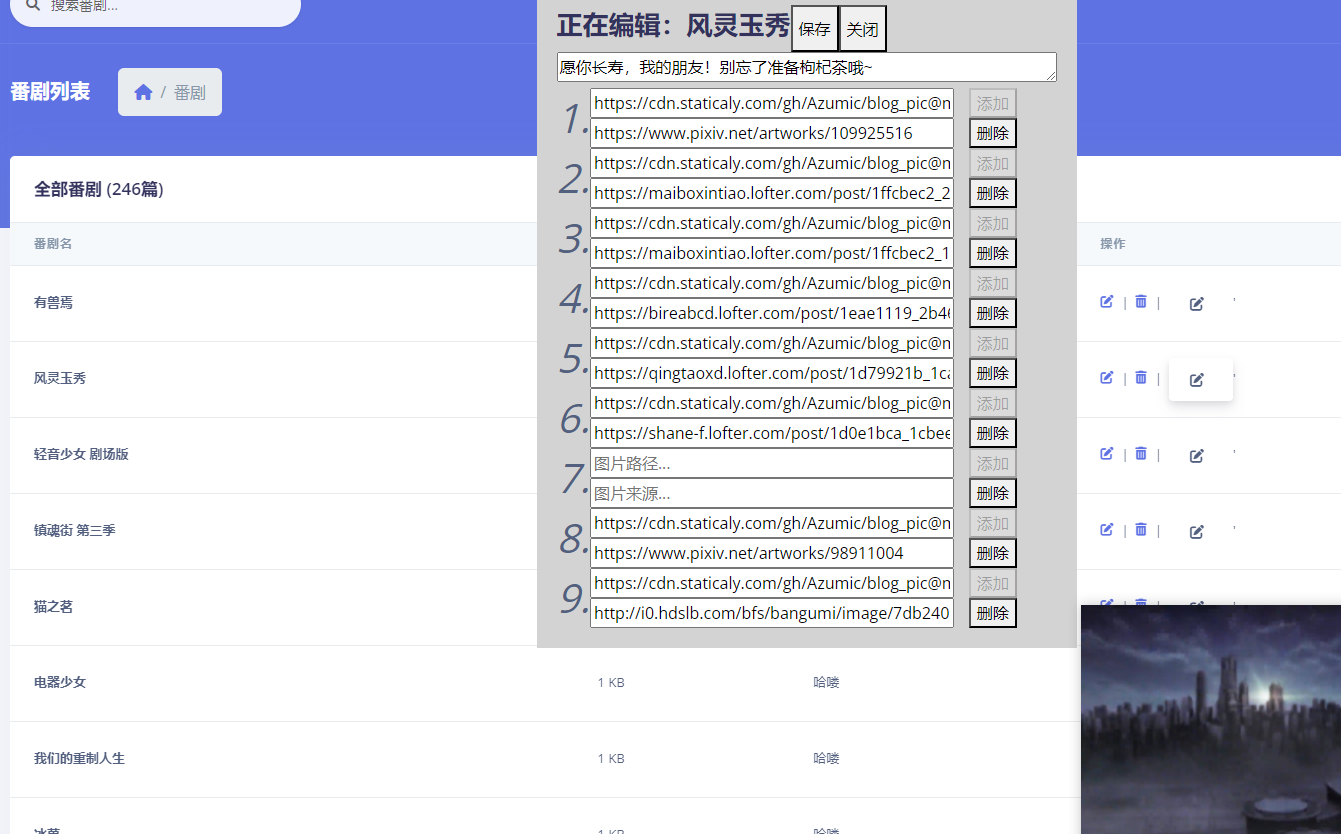 搜索番剧...
番剧列表
/ 番剧
全部番剧 (246篇)
番剧名
操作
有兽焉
| |
'
风灵玉秀
| |
'
轻音少女 剧场版
| |
'
镇魂街 第三季
| |
'
猫之茗
电器少女
1 KB
哈喽
我们的重制人生
1 KB
哈喽
冰菓
1 KB
哈喽
正在编辑：风灵玉秀
保存
关闭
愿你长寿，我的朋友！别忘了准备枸杞茶哦~
1.
https://cdn.staticaly.com/gh/Azumic/blog_pic@n
添加
https://www.pixiv.net/artworks/109925516
删除
2.
https://cdn.staticaly.com/gh/Azumic/blog_pic@n
添加
https://maiboxintiao.lofter.com/post/1ffcbec2_2
删除
3.
https://cdn.staticaly.com/gh/Azumic/blog_pic@n
添加
https://maiboxintiao.lofter.com/post/1ffcbec2_1
删除
4.
https://cdn.staticaly.com/gh/Azumic/blog_pic@n
添加
https://bireabcd.lofter.com/post/1eae1119_2b46
删除
5.
https://cdn.staticaly.com/gh/Azumic/blog_pic@n
添加
https://qingtaoxd.lofter.com/post/1d79921b_1ca
删除
6.
https://cdn.staticaly.com/gh/Azumic/blog_pic@n
添加
https://shane-f.lofter.com/post/1d0e1bca_1cbee
删除
7.
图片路径...
添加
图片来源...
删除
8.
https://cdn.staticaly.com/gh/Azumic/blog_pic@n
添加
https://www.pixiv.net/artworks/98911004
删除
9.
https://cdn.staticaly.com/gh/Azumic/blog_pic@n
添加
http://i0.hdslb.com/bfs/bangumi/image/7db240
删除